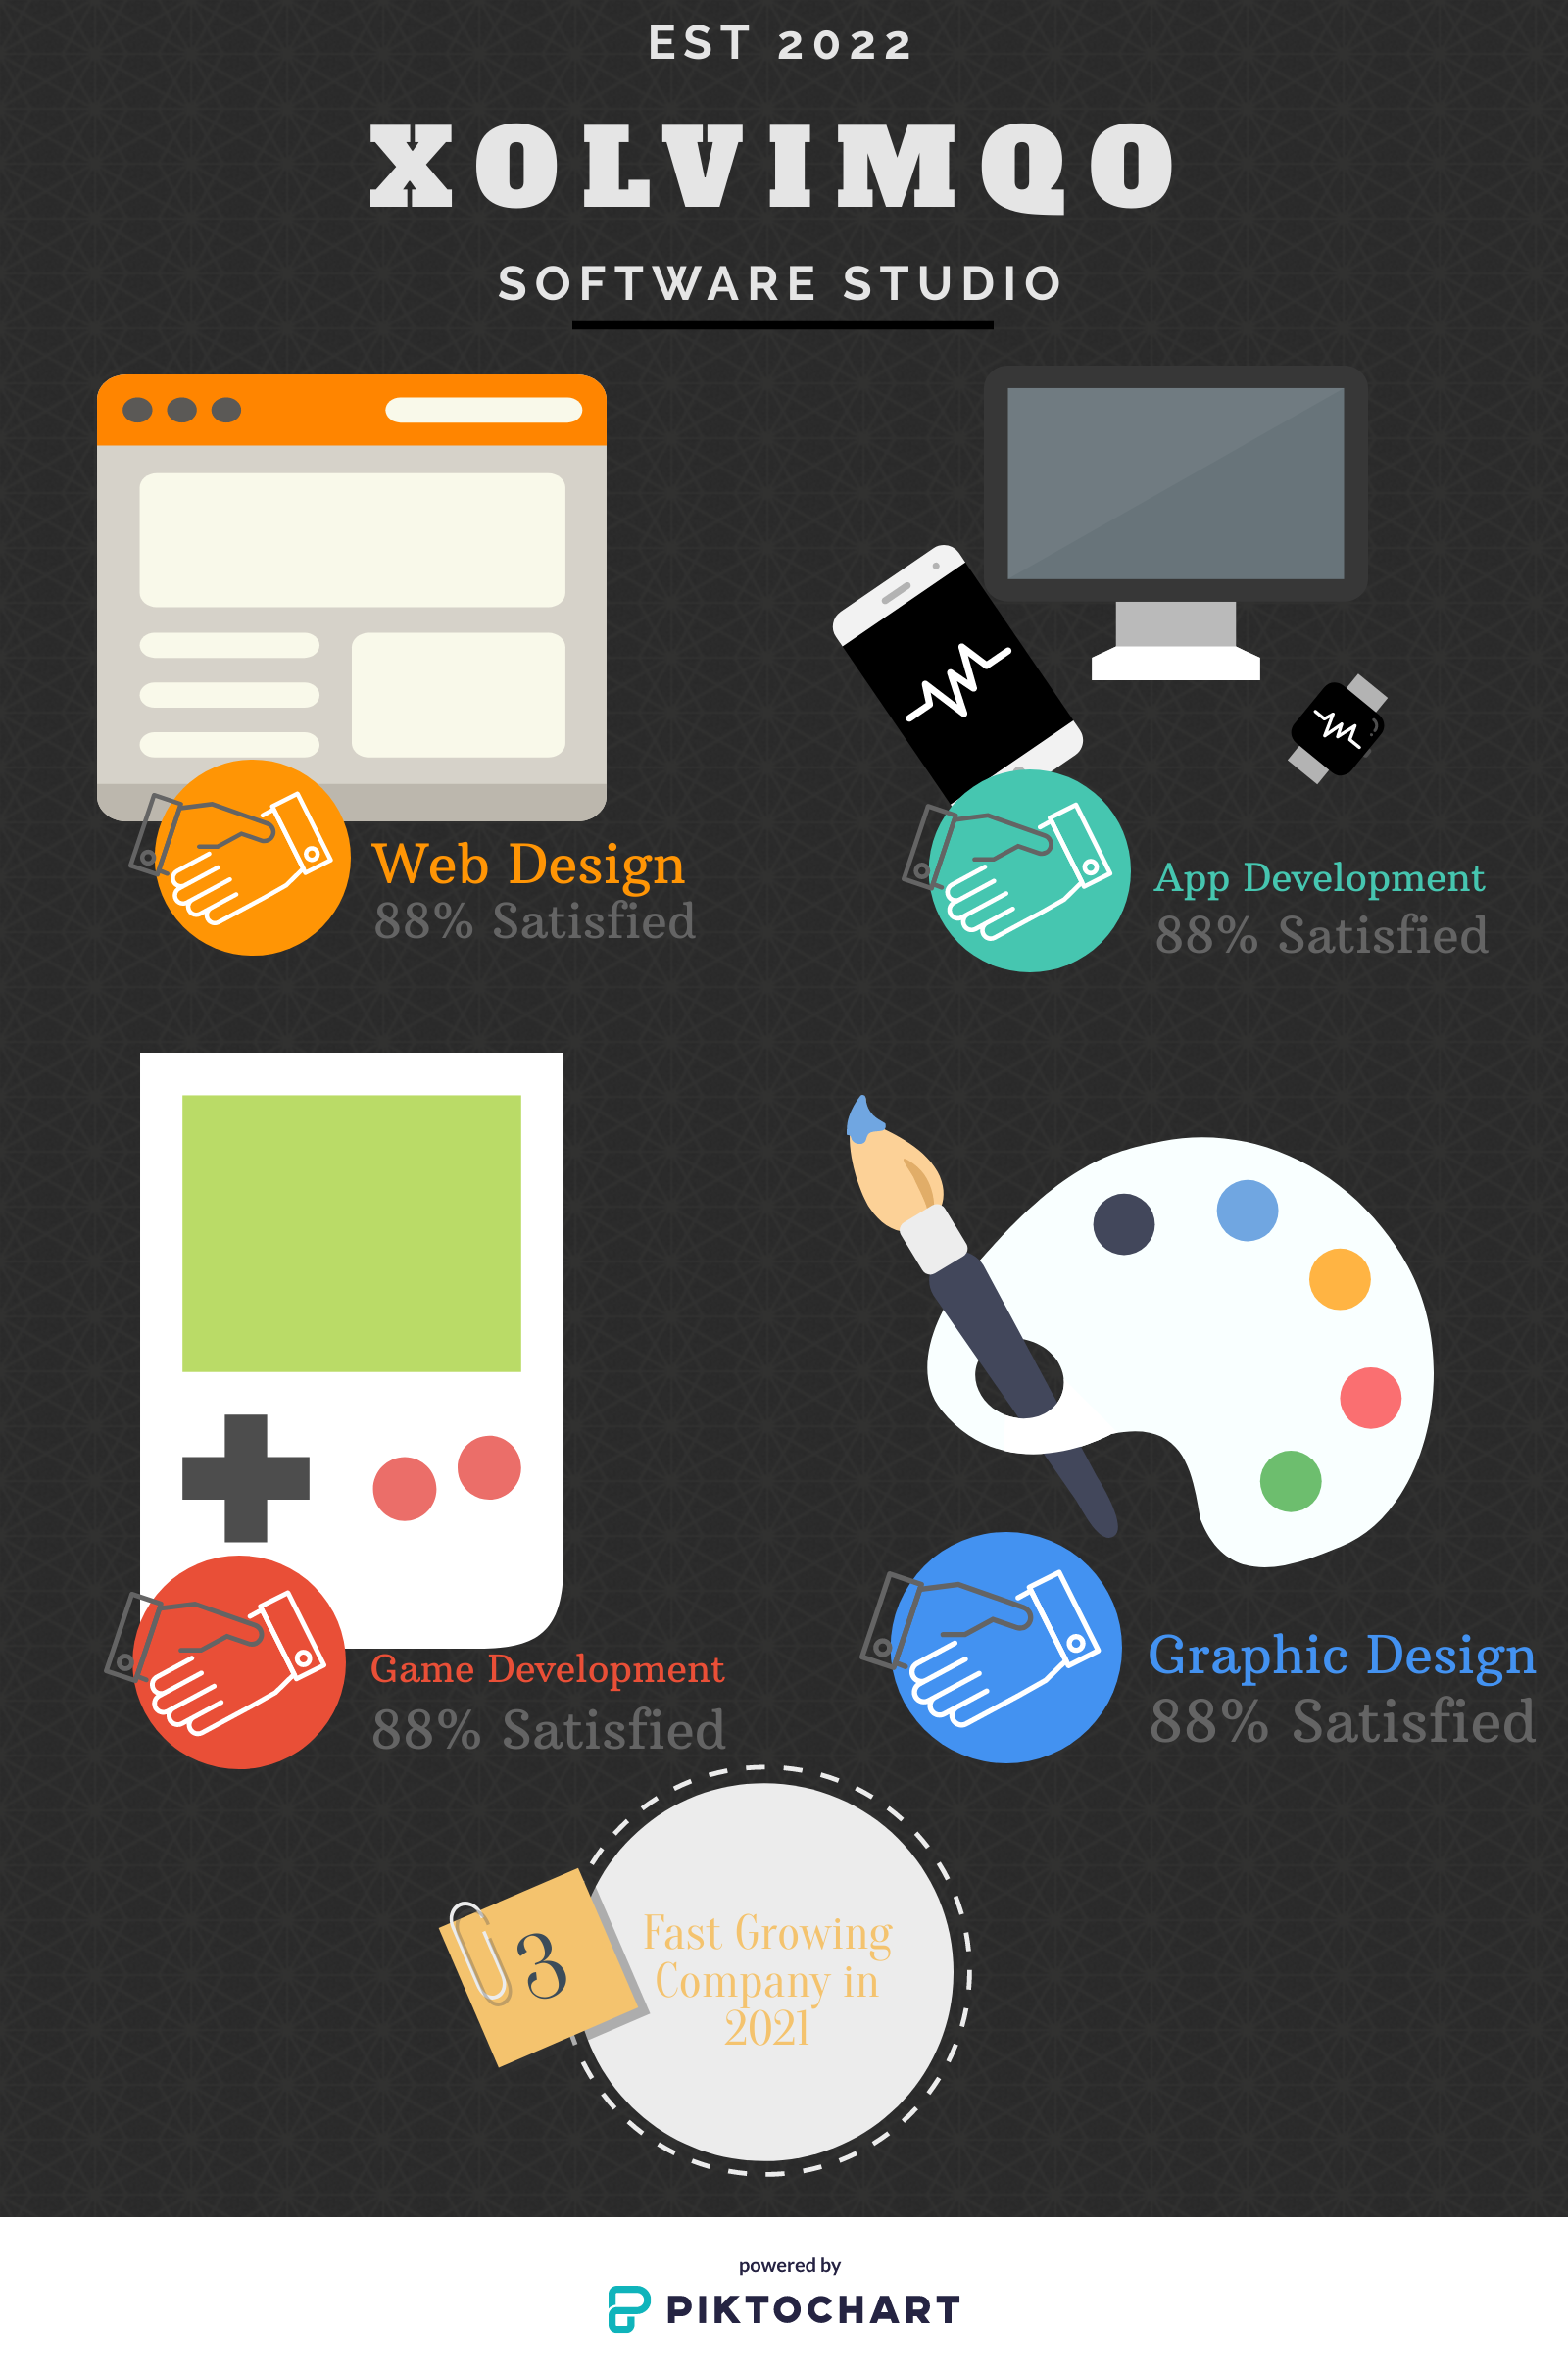 EST 2022
XOLVIMQO
SOFTWARE STUDIO
Web Design
88% Satisfied
App Development
88% Satisfied
Game Development
88% Satisfied
Graphic Design
88% Satisfied
3
Fast Growing
Company in
2021
powered by
PIKTOCHART